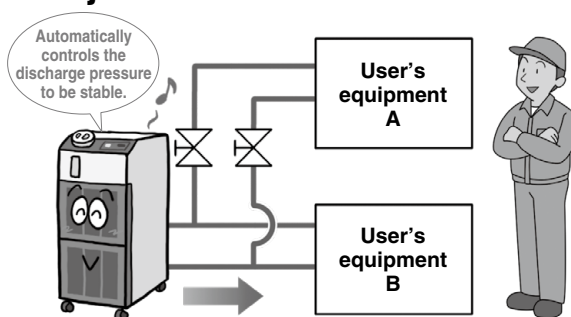 Automatically
controls the
discharge pressure
to be stable.
User's
equipment
A
User's
equipment
B